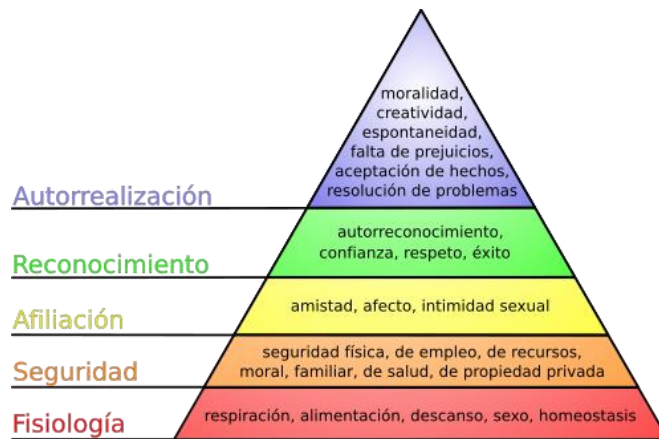 moralidad,
creatividad,
espontaneidad,
falta de prejuicios,
aceptación de hechos,
resolución de problemas
Autorrealización
autorreconocimiento,
confianza, respeto, éxito
Reconocimiento
amistad, afecto, intimidad sexual
Afiliación
seguridad física, de empleo, de recursos,
moral, familiar, de salud, de propiedad privada
Seguridad
respiración, alimentación, descanso, sexo, homeostasis
Fisiología